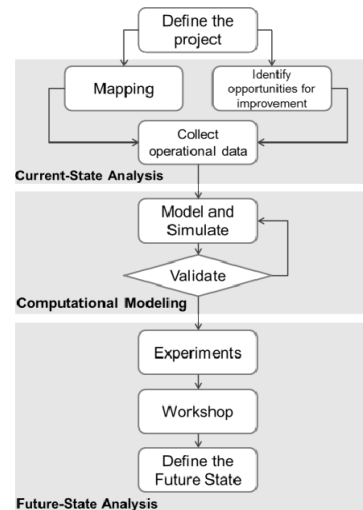 Define the
project
Mapping
Identify
opportunities for
improvement
Collect
operational data
Current-State Analysis
Model and
Simulate
Validate
Computational Modeling
Experiments
Workshop
Define the
Future State
Future-State Analysis